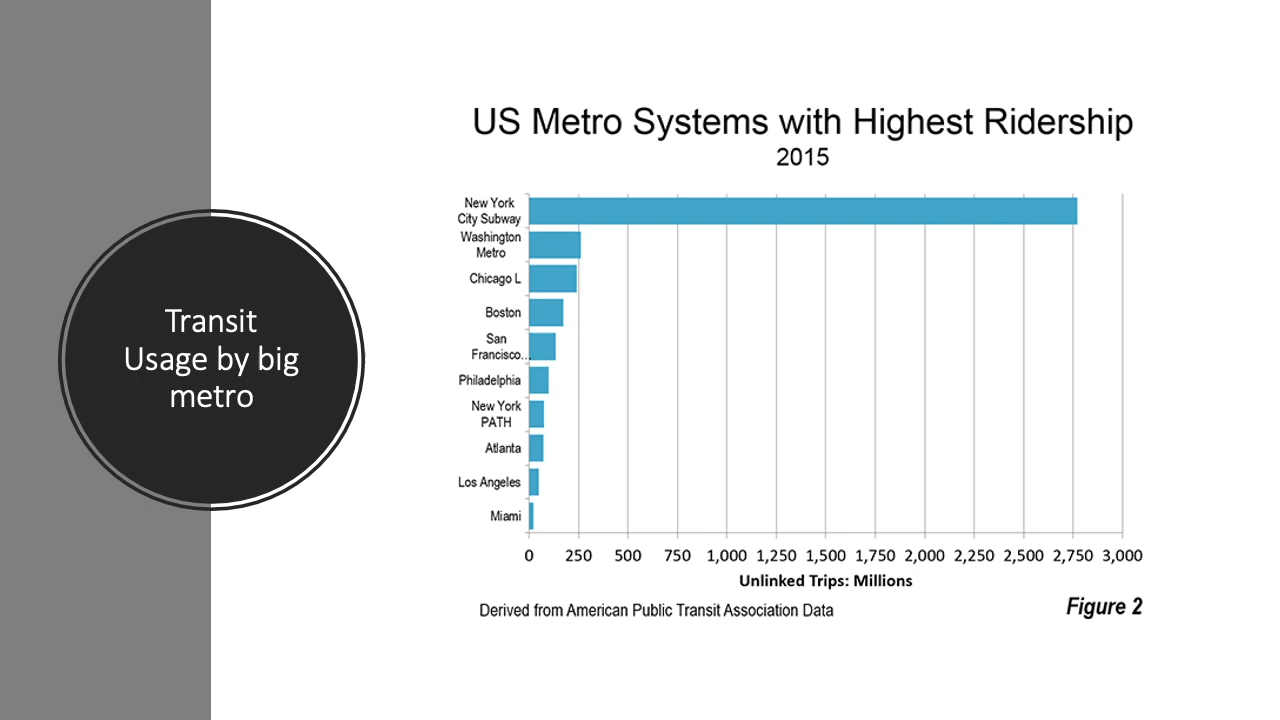 Transit
Usage by big
metro
US Metro Systems with Highest Ridership
2015
New York
City Subway
Washington
Metro
Chicago L
Boston
San
Francisco...
Philadelphia
New York
PATH
Atlanta
Los Angeles
Miami
0 250 500 750 1,000 1,250 1,500 1,750 2,000 2,250 2,500 2,750 3,000
Unlinked Trips: Millions
Derived from American Public Transit Association Data
Figure 2